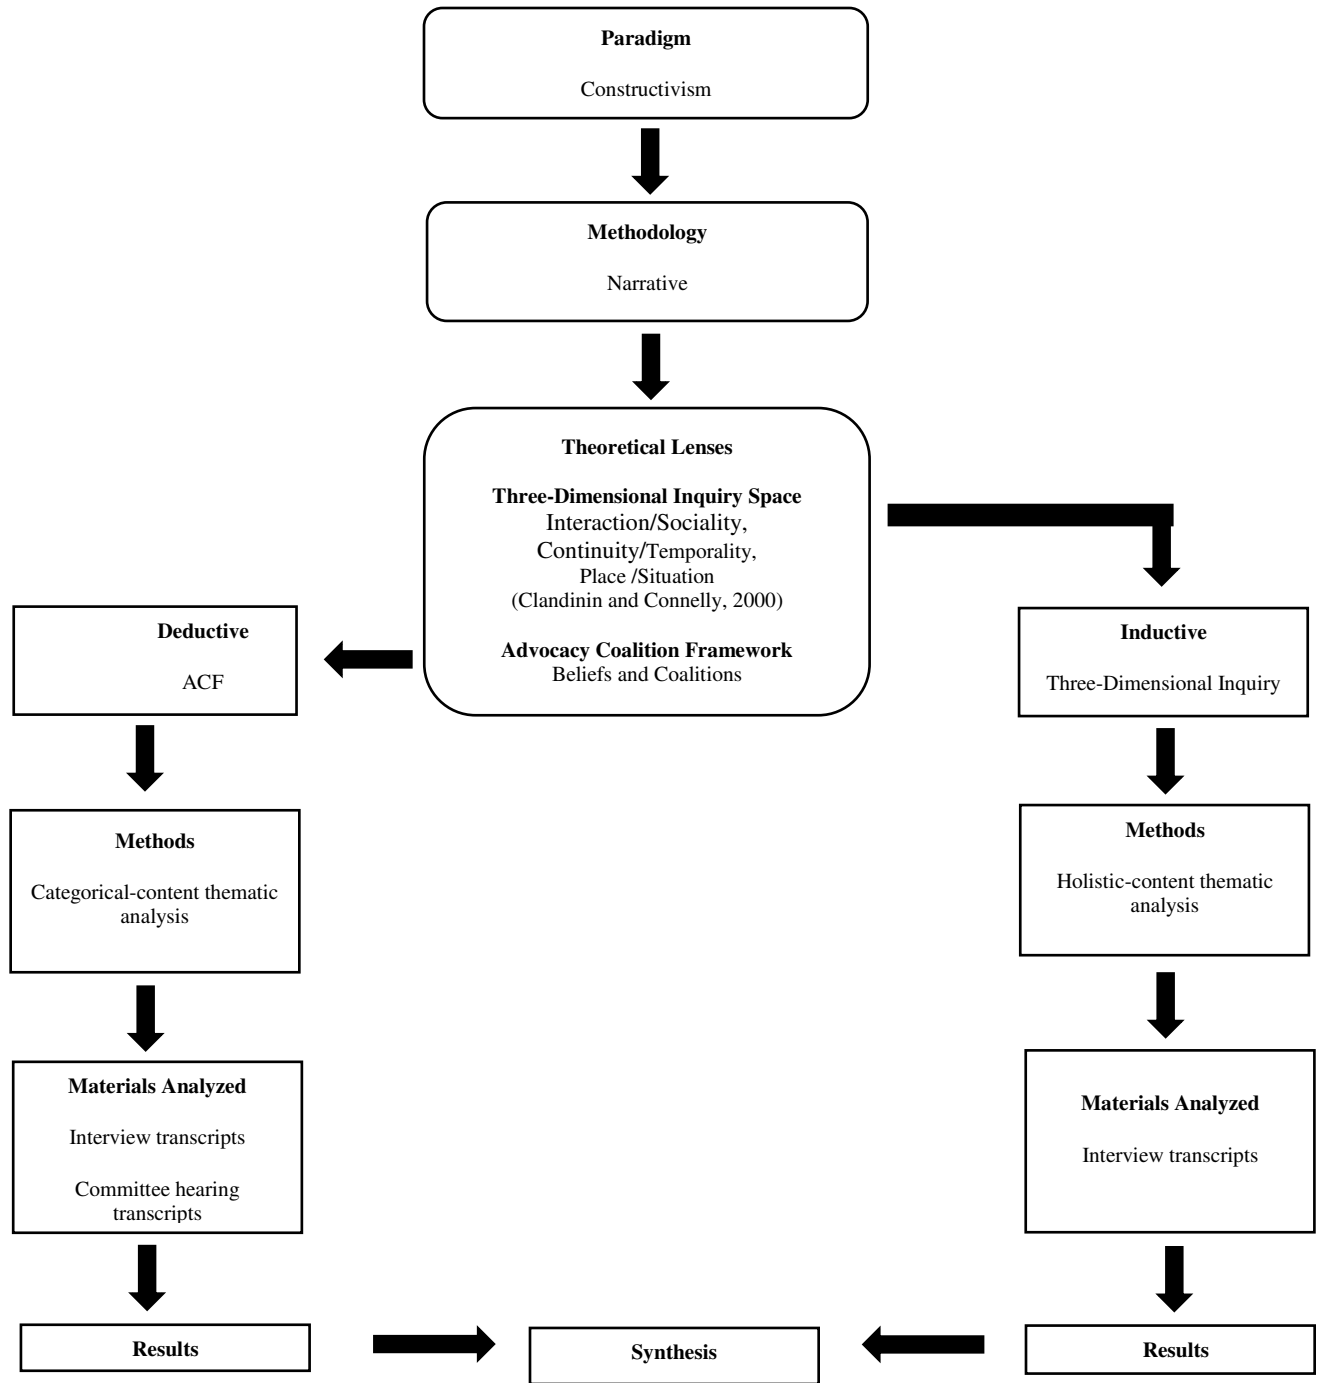 Paradigm
Constructivism
Methodology
Narrative
Theoretical Lenses
Three-Dimensional Inquiry Space
Interaction/Sociality,
Continuity/Temporality,
Place /Situation
(Clandinin and Connelly, 2000)
Advocacy Coalition Framework
Beliefs and Coalitions
Deductive
ACF
Inductive
Three-Dimensional Inquiry
Methods
Categorical-content thematic
analysis
Methods
Holistic-content thematic
analysis
Materials Analyzed
Interview transcripts
Committee hearing
transcripts
Materials Analyzed
Interview transcripts
Results
Synthesis
Results